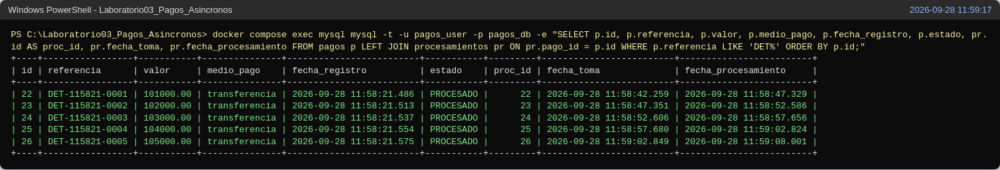 Windows PowerShell - Laboratorio03_Pagos_Asincronos 2026-09-28 11:59:17
PS C:\Laboratorio03_Pagos_Asincronos> docker compose exec mysql mysql -t -u pagos_user -p pagos_db -e "SELECT p.id, p.referencia, p.valor, p.medio_pago, p.fecha_registro, p.estado, pr.
id AS proc_id, pr.fecha_toma, pr.fecha_procesamiento FROM pagos p LEFT JOIN procesamientos pr ON pr.pago_id = p.id WHERE p.referencia LIKE 'DET%' ORDER BY p.id;"
+----+-----------------+-----------+---------------+-------------------------+-----------+---------+-------------------------+-------------------------+
| id | referencia      | valor     | medio_pago    | fecha_registro          | estado    | proc_id | fecha_toma              | fecha_procesamiento     |
+----+-----------------+-----------+---------------+-------------------------+-----------+---------+-------------------------+-------------------------+
| 22 | DET-115821-0001 | 101000.00 | transferencia | 2026-09-28 11:58:21.486 | PROCESADO |      22 | 2026-09-28 11:58:42.259 | 2026-09-28 11:58:47.329 |
| 23 | DET-115821-0002 | 102000.00 | transferencia | 2026-09-28 11:58:21.513 | PROCESADO |      23 | 2026-09-28 11:58:47.351 | 2026-09-28 11:58:52.586 |
| 24 | DET-115821-0003 | 103000.00 | transferencia | 2026-09-28 11:58:21.537 | PROCESADO |      24 | 2026-09-28 11:58:52.606 | 2026-09-28 11:58:57.656 |
| 25 | DET-115821-0004 | 104000.00 | transferencia | 2026-09-28 11:58:21.554 | PROCESADO |      25 | 2026-09-28 11:58:57.680 | 2026-09-28 11:59:02.824 |
| 26 | DET-115821-0005 | 105000.00 | transferencia | 2026-09-28 11:58:21.575 | PROCESADO |      26 | 2026-09-28 11:59:02.849 | 2026-09-28 11:59:08.001 |
+----+-----------------+-----------+---------------+-------------------------+-----------+---------+-------------------------+-------------------------+